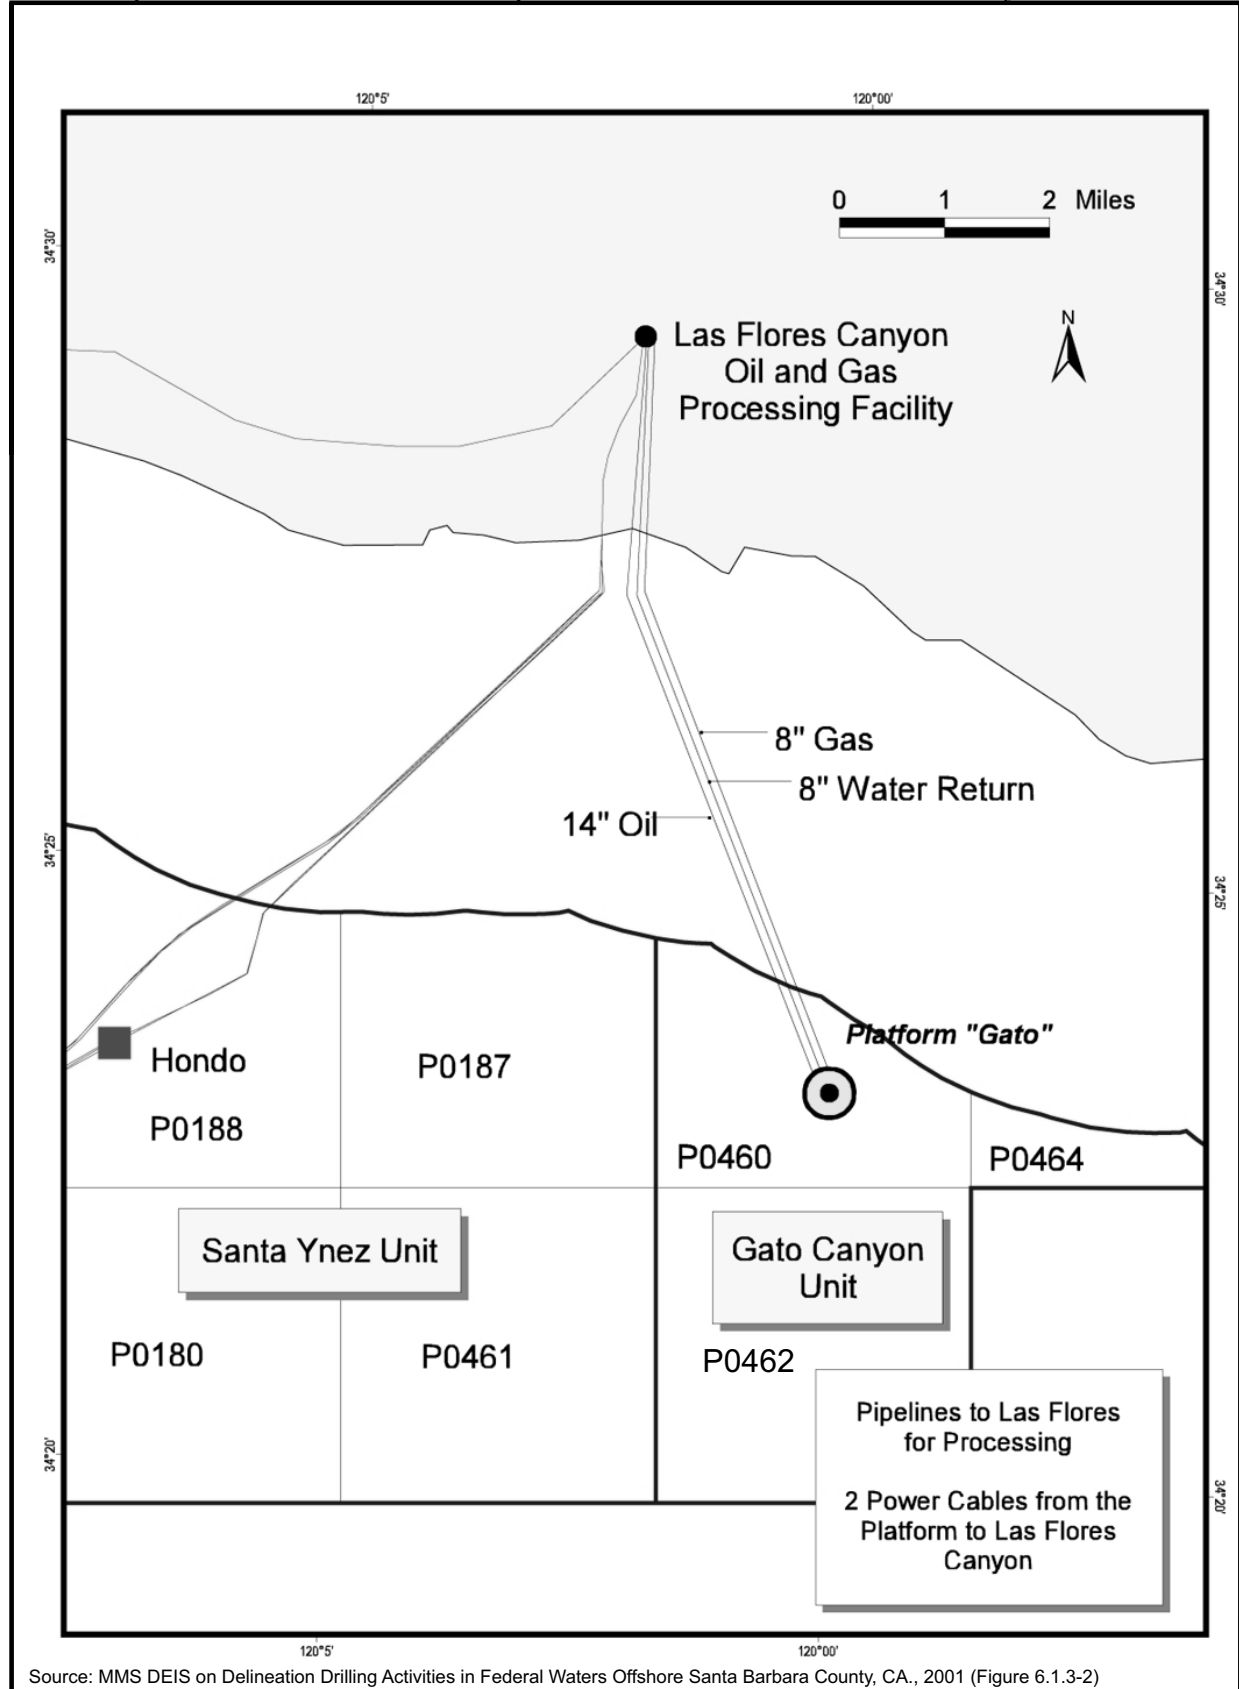 120°5'
120°00'
0 1 2 Miles
34°30'
34°30'
N
Las Flores Canyon
Oil and Gas
Processing Facility
8" Gas
8" Water Return
14" Oil
34°25'
34°25'
Platform "Gato"
Hondo
P0187
P0188
P0460
P0464
Santa Ynez Unit
Gato Canyon
Unit
P0180
P0461
P0462
Pipelines to Las Flores
for Processing
2 Power Cables from the
Platform to Las Flores
Canyon
34°20'
34°20'
120°5'
120°00'
Source: MMS DEIS on Delineation Drilling Activities in Federal Waters Offshore Santa Barbara County, CA., 2001 (Figure 6.1.3-2)